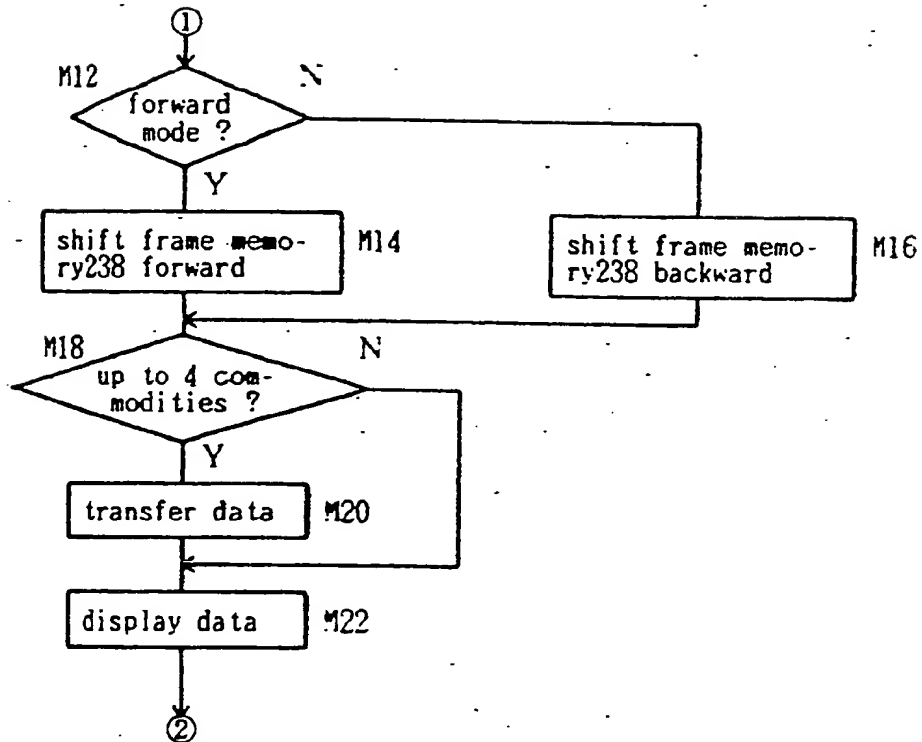 ①
M12
N
forward
mode ?
Y
shift frame memo-
ry238 forward
M14
shift frame memo-
ry238 backward
M16
M18
N
up to 4 com-
modities ?
Y
transfer data
M20
display data
M22
②